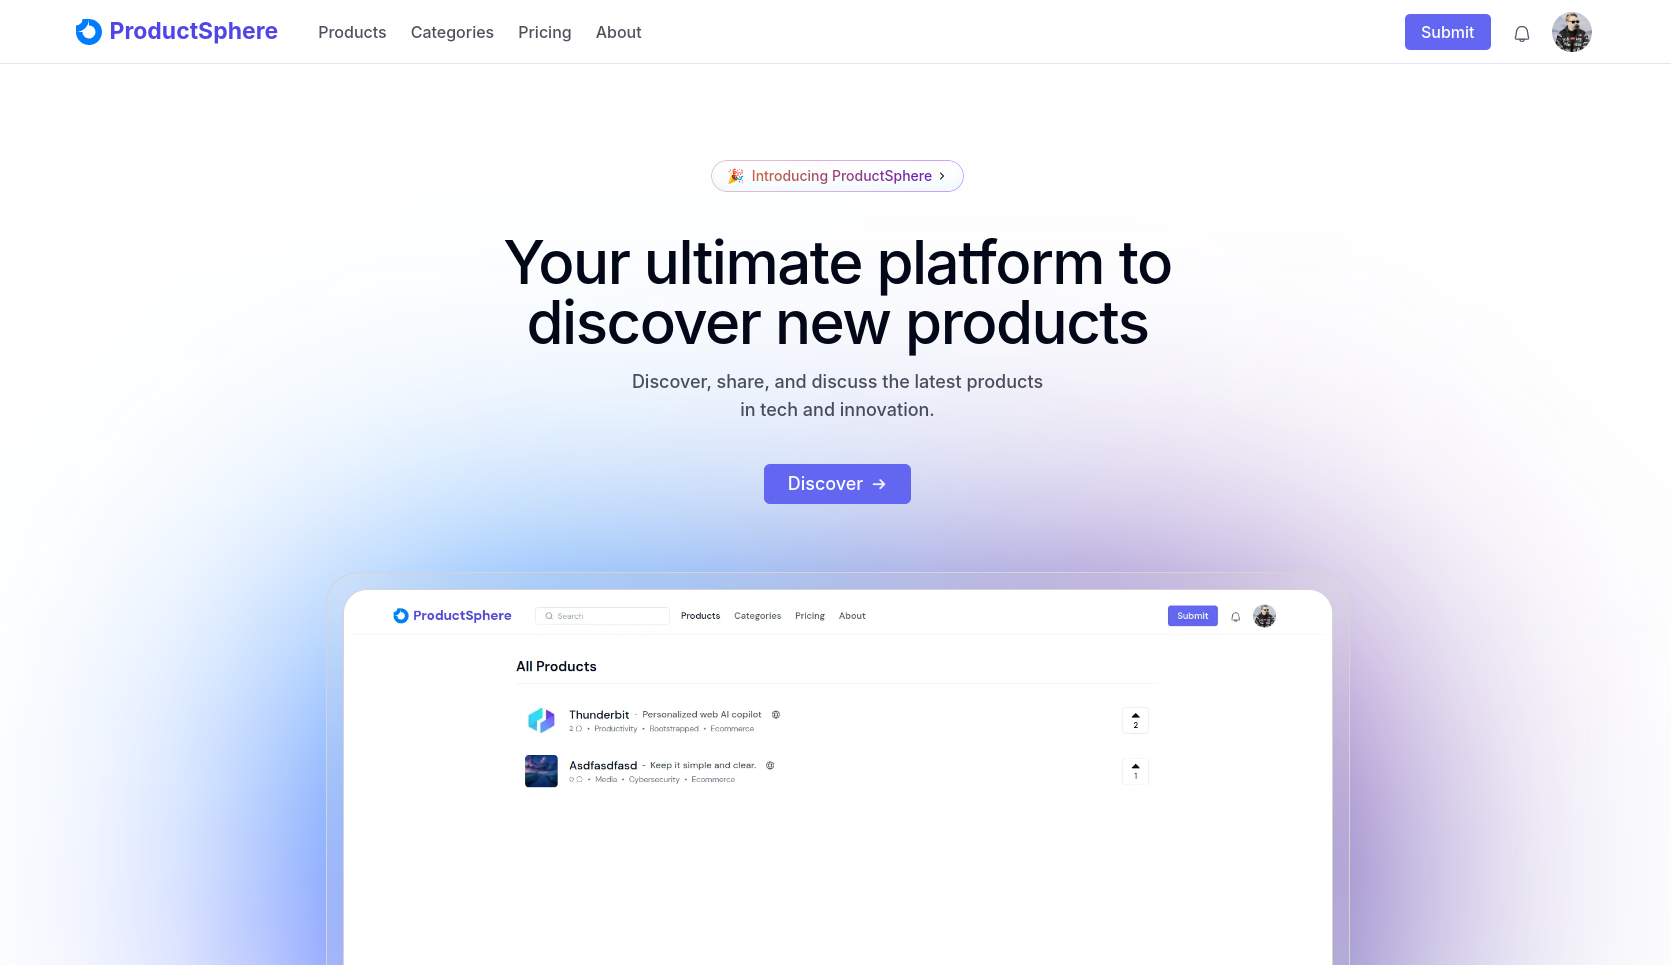 ProductSphere Products Categories Pricing About Submit
🎉 Introducing ProductSphere
Your ultimate platform to
discover new products
Discover, share, and discuss the latest products
in tech and innovation.
Discover →
ProductSphere Search Products Categories Pricing About Submit
All Products
Thunderbit - Personalized web AI copilot
2 • Productivity • Bootstrapped • Ecommerce
2
Asdfasdfasd - Keep it simple and clear.
0 • Media • Cybersecurity • Ecommerce
1